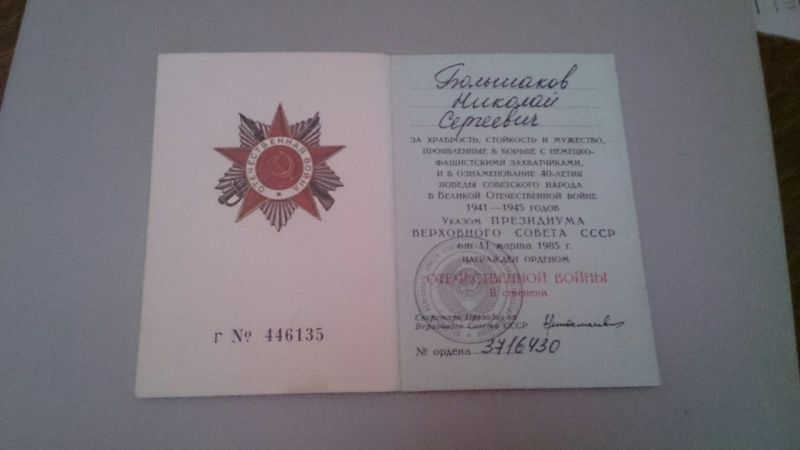 ОТЕЧЕСТВЕННАЯ ВОЙНА
Г № 446135
Большаков
Николай
Сергеевич
ЗА ХРАБРОСТЬ, СТОЙКОСТЬ И МУЖЕСТВО,
ПРОЯВЛЕННЫЕ В БОРЬБЕ С НЕМЕЦКО-
ФАШИСТСКИМИ ЗАХВАТЧИКАМИ,
И В ОЗНАМЕНОВАНИЕ 40-ЛЕТИЯ
ПОБЕДЫ СОВЕТСКОГО НАРОДА
В ВЕЛИКОЙ ОТЕЧЕСТВЕННОЙ ВОЙНЕ
1941—1945 ГОДОВ
УКАЗОМ ПРЕЗИДИУМА
ВЕРХОВНОГО СОВЕТА СССР
от 11 марта 1985 г.
НАГРАЖДЕН ОРДЕНОМ
ОТЕЧЕСТВЕННОЙ ВОЙНЫ
II степени
Секретарь Президиума
Верховного Совета СССР
№ ордена 3716430